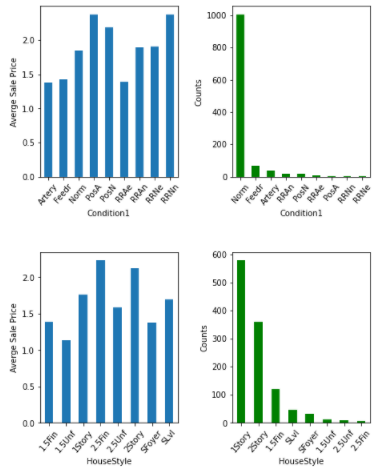 Averge Sale Price
2.0
1.5
1.0
0.5
0.0
Artery Feedr Norm PosA PosN RRAe RRAn RRNe RRNn
Condition1
Counts
1000
800
600
400
200
0
Norm Feedr Artery RRAn PosN RRAe PosA RRNn RRNe
Condition1
Averge Sale Price
2.0
1.5
1.0
0.5
0.0
1.5Fin 1.5Unf 1Story 2.5Fin 2.5Unf 2Story SFoyer SLvl
HouseStyle
Counts
600
500
400
300
200
100
0
1Story 2Story 1.5Fin SLvl SFoyer 1.5Unf 2.5Unf 2.5Fin
HouseStyle